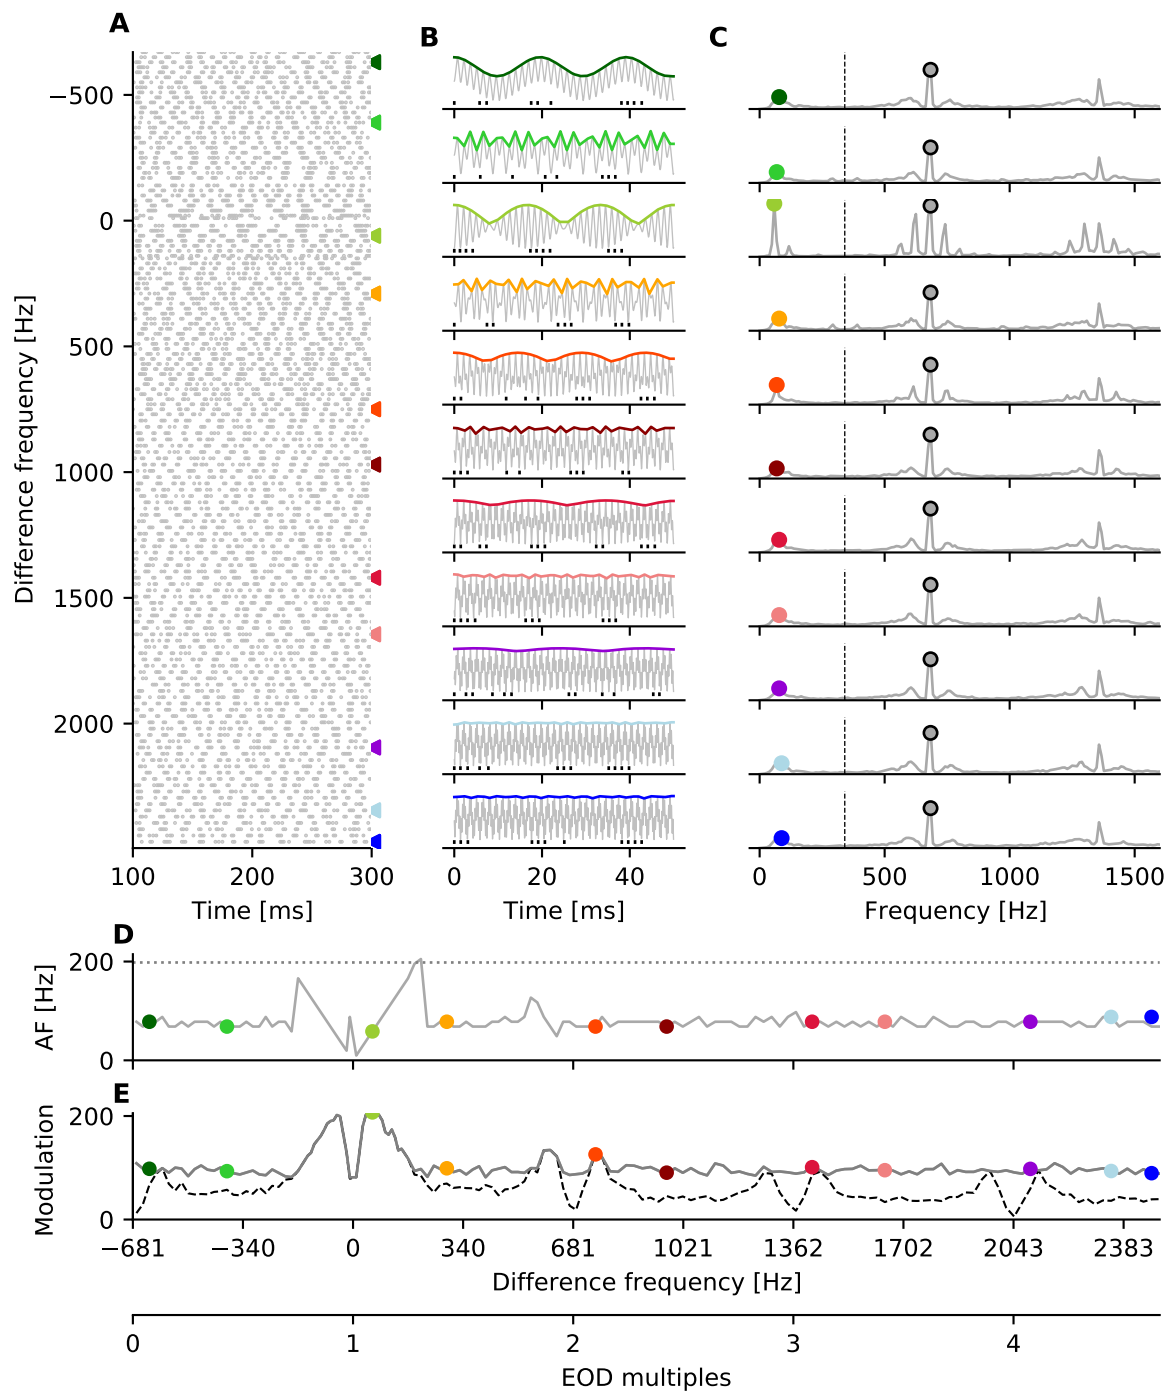 A
B
C
Difference frequency [Hz]
−500
0
500
1000
1500
2000
100
200
300
Time [ms]
0
20
40
Time [ms]
0
500
1000
1500
Frequency [Hz]
D
AF [Hz]
200
0
E
Modulation
200
0
−681
−340
0
340
681
1021
1362
1702
2043
2383
Difference frequency [Hz]
0
1
2
3
4
EOD multiples